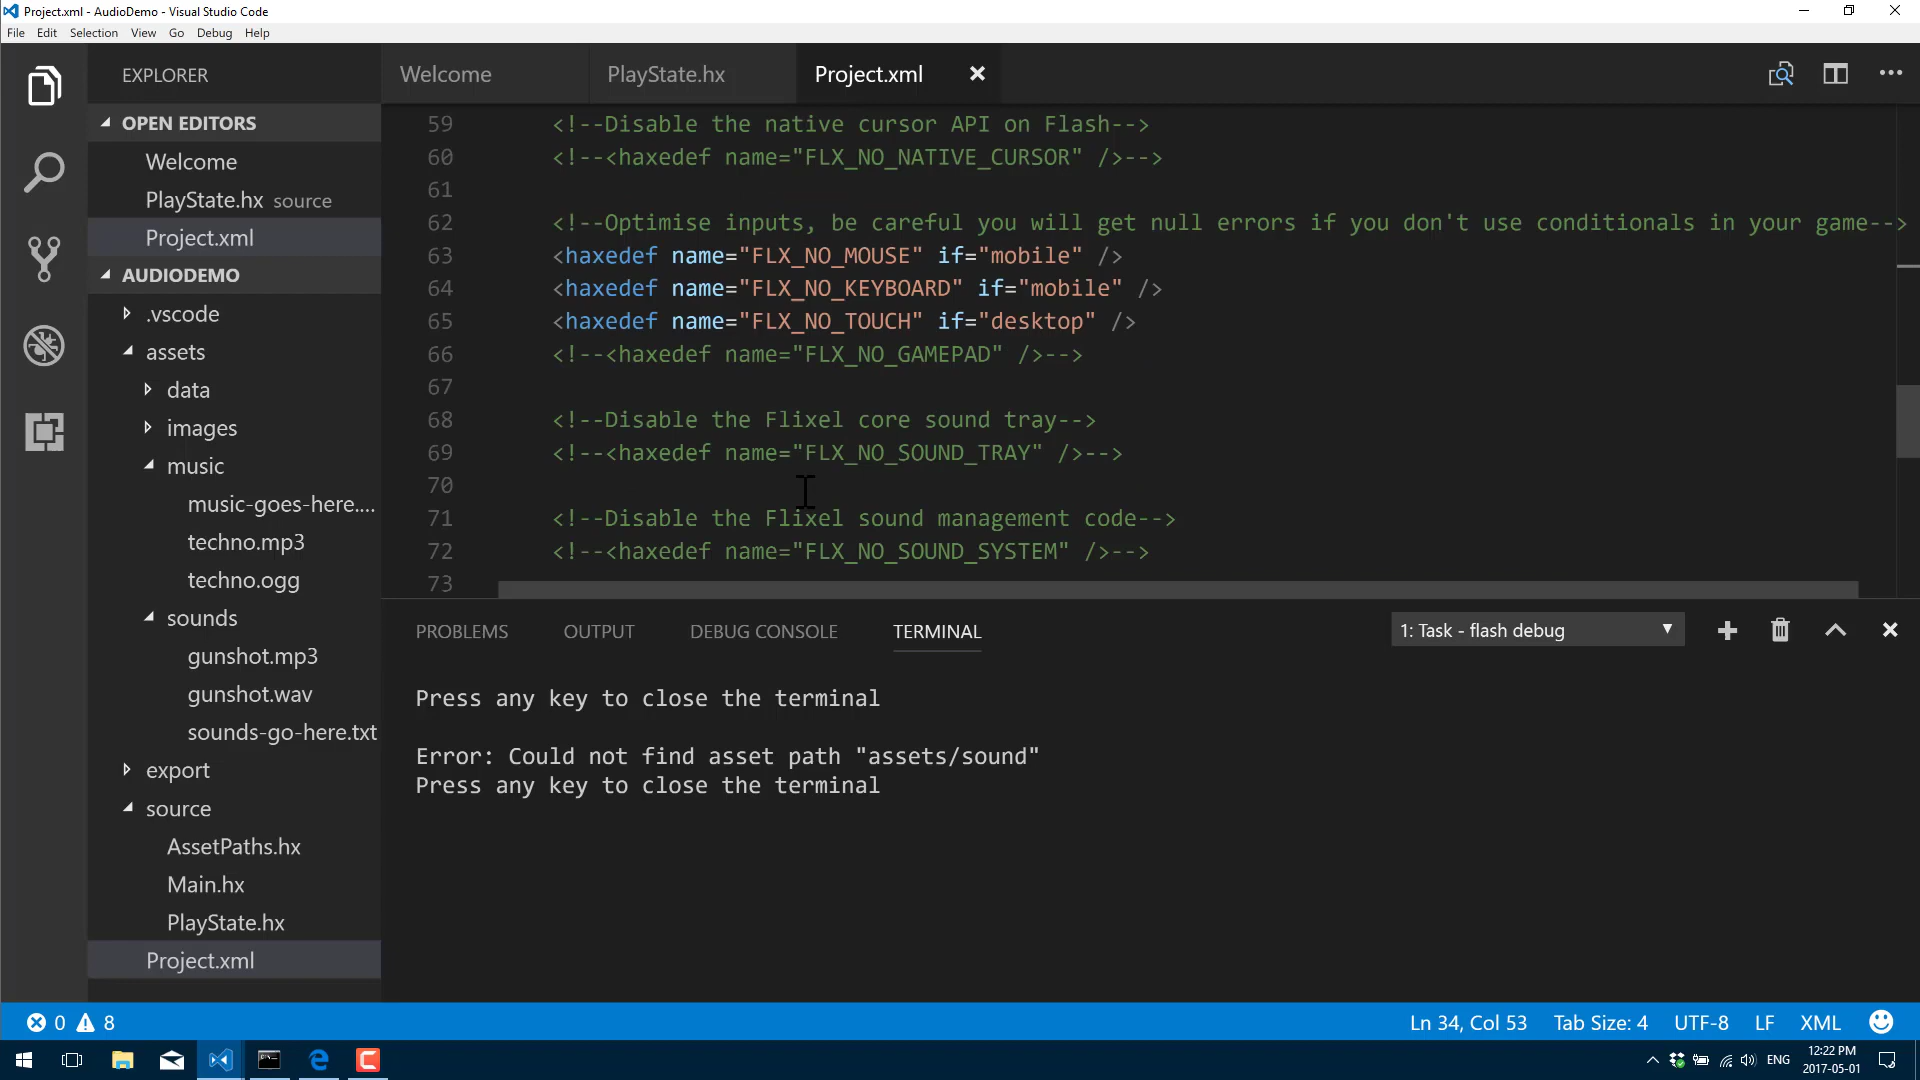 Project.xml - AudioDemo - Visual Studio Code
File Edit Selection View Go Debug Help
EXPLORER
OPEN EDITORS
Welcome
PlayState.hx source
Project.xml
AUDIODEMO
.vscode
assets
data
images
music
music-goes-here....
techno.mp3
techno.ogg
sounds
gunshot.mp3
gunshot.wav
sounds-go-here.txt
export
source
AssetPaths.hx
Main.hx
PlayState.hx
Project.xml
Welcome PlayState.hx Project.xml
59 <!--Disable the native cursor API on Flash-->
60 <!--<haxedef name="FLX_NO_NATIVE_CURSOR" />-->
61
62 <!--Optimise inputs, be careful you will get null errors if you don't use conditionals in your game-->
63 <haxedef name="FLX_NO_MOUSE" if="mobile" />
64 <haxedef name="FLX_NO_KEYBOARD" if="mobile" />
65 <haxedef name="FLX_NO_TOUCH" if="desktop" />
66 <!--<haxedef name="FLX_NO_GAMEPAD" />-->
67
68 <!--Disable the Flixel core sound tray-->
69 <!--<haxedef name="FLX_NO_SOUND_TRAY" />-->
70
71 <!--Disable the Flixel sound management code-->
72 <!--<haxedef name="FLX_NO_SOUND_SYSTEM" />-->
73
PROBLEMS OUTPUT DEBUG CONSOLE TERMINAL 1: Task - flash debug
Press any key to close the terminal
Error: Could not find asset path "assets/sound"
Press any key to close the terminal
0 8 Ln 34, Col 53 Tab Size: 4 UTF-8 LF XML
ENG 12:22 PM
2017-05-01